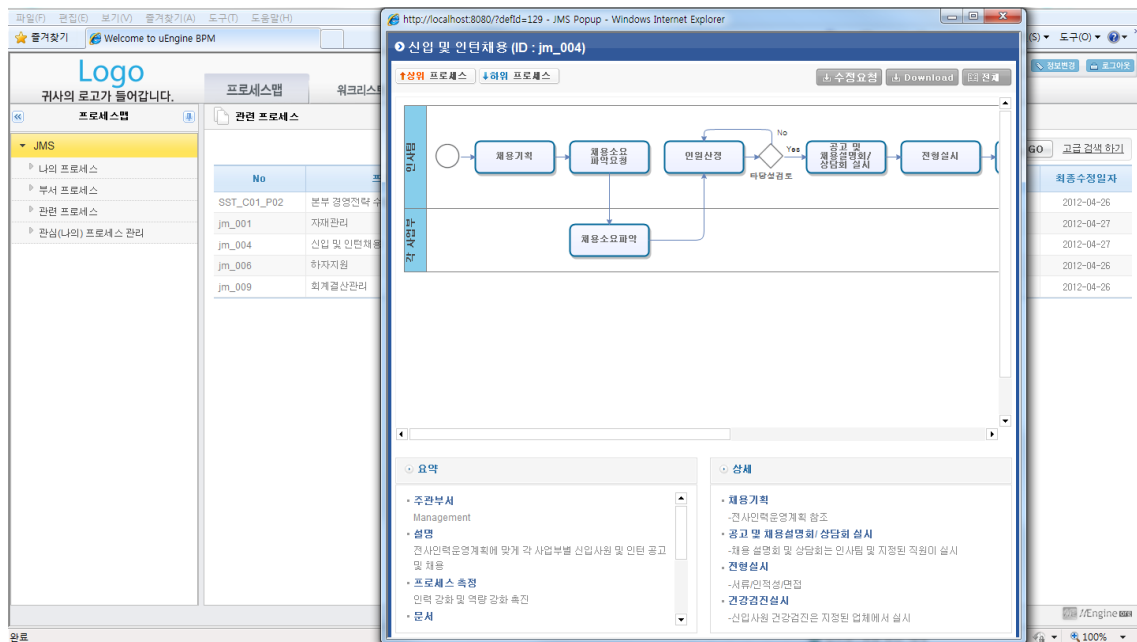 파일(F) 편집(E) 보기(V) 즐겨찾기(A) 도구(T) 도움말(H)
http://localhost:8080/?defId=129 - JMS Popup - Windows Internet Explorer
즐겨찾기 Welcome to uEngine BPM
(S) 도구(O)
신입 및 인턴채용 (ID : jm_004)
Logo
귀사의 로고가 들어갑니다.
정보변경 로그아웃
프로세스맵 워크리스트
상위 프로세스 하위 프로세스
수정요청 Download 전체
프로세스맵
관련 프로세스
JMS
나의 프로세스
부서 프로세스
관련 프로세스
관심(나의) 프로세스 관리
GO 고급 검색 하기
No 최종수정일자
SST_C01_P02 본부 경영전략 2012-04-26
jm_001 자재관리 2012-04-27
jm_004 신입 및 인턴채용 2012-04-27
jm_006 하자지원 2012-04-26
jm_009 회계결산관리 2012-04-26
인사팀
채용기획
채용소요
파악요청
인원산정
No
Yes
타당성검토
공고 및
채용설명회/
상담회 실시
전형실시
각 사업부
채용소요파악
요약
주관부서
Management
설명
전사인력운영계획에 맞게 각 사업부별 신입사원 및 인턴 공고
및 채용
프로세스 측정
인력 강화 및 역량 강화 촉진
문서
상세
채용기획
-전사인력운영계획 참조
공고 및 채용설명회/ 상담회 실시
-채용 설명회 및 상담회는 인사팀 및 지정된 직원이 실시
전형실시
-서류/인적성/면접
건강검진실시
-신입사원 건강검진은 지정된 업체에서 실시
완료
100%